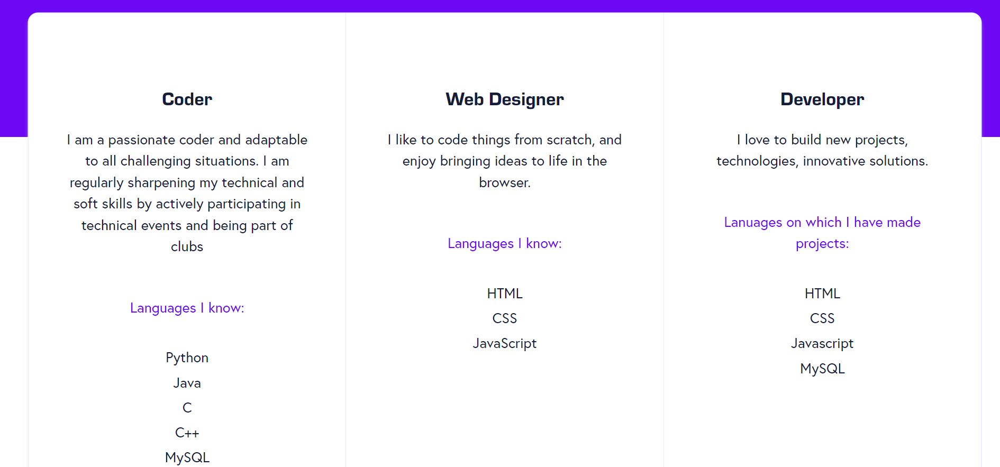 Coder
I am a passionate coder and adaptable
to all challenging situations. I am
regularly sharpening my technical and
soft skills by actively participating in
technical events and being part of
clubs
Languages I know:
Python
Java
C
C++
MySQL
Web Designer
I like to code things from scratch, and
enjoy bringing ideas to life in the
browser.
Languages I know:
HTML
CSS
JavaScript
Developer
I love to build new projects,
technologies, innovative solutions.
Lanuages on which I have made
projects:
HTML
CSS
Javascript
MySQL